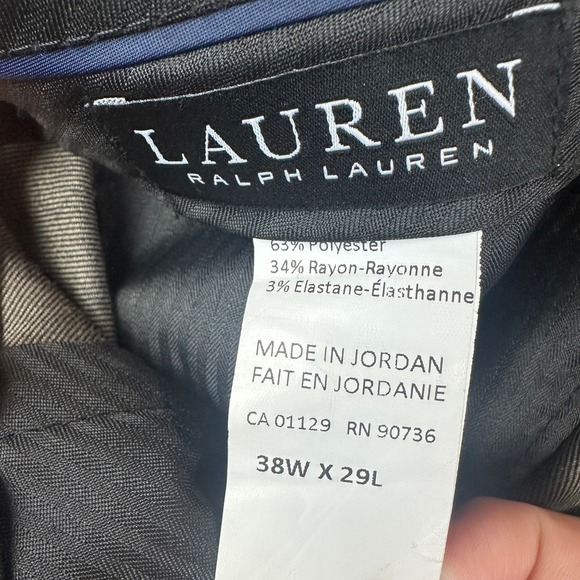 LAUREN
RALPH LAUREN
63% Polyester
34% Rayon-Rayonne
3% Elastane-Élasthanne
MADE IN JORDAN
FAIT EN JORDANIE
CA 01129 RN 90736
38W X 29L